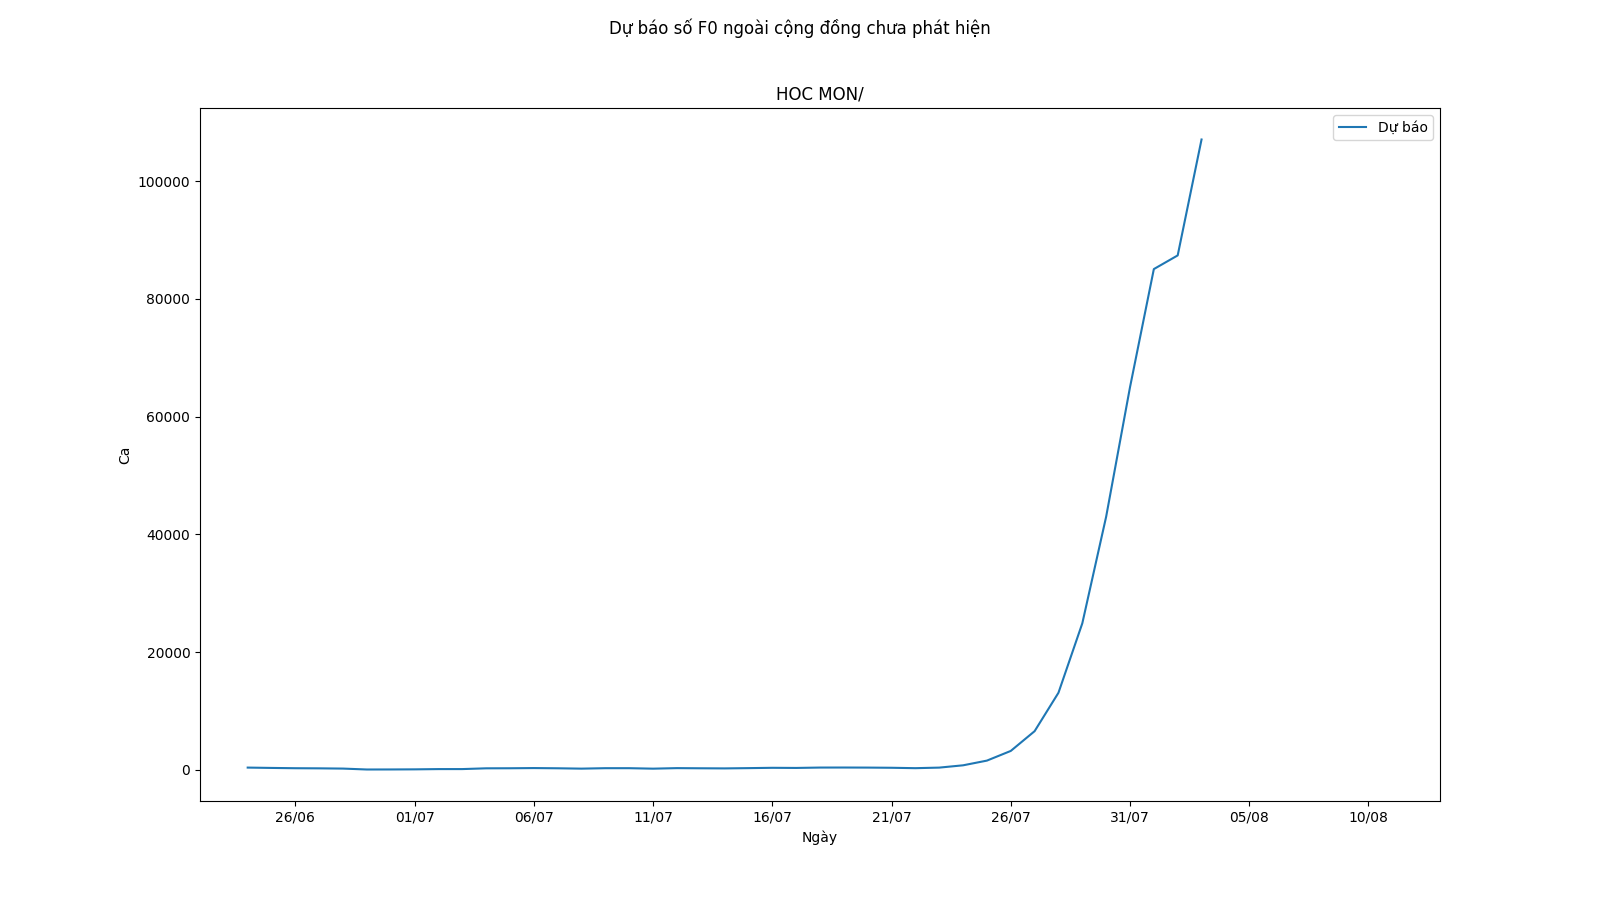 Dự báo số F0 ngoài cộng đồng chưa phát hiện
HOC MON/
Dự báo
100000
80000
60000
40000
20000
0
Ca
26/06 01/07 06/07 11/07 16/07 21/07 26/07 31/07 05/08 10/08
Ngày